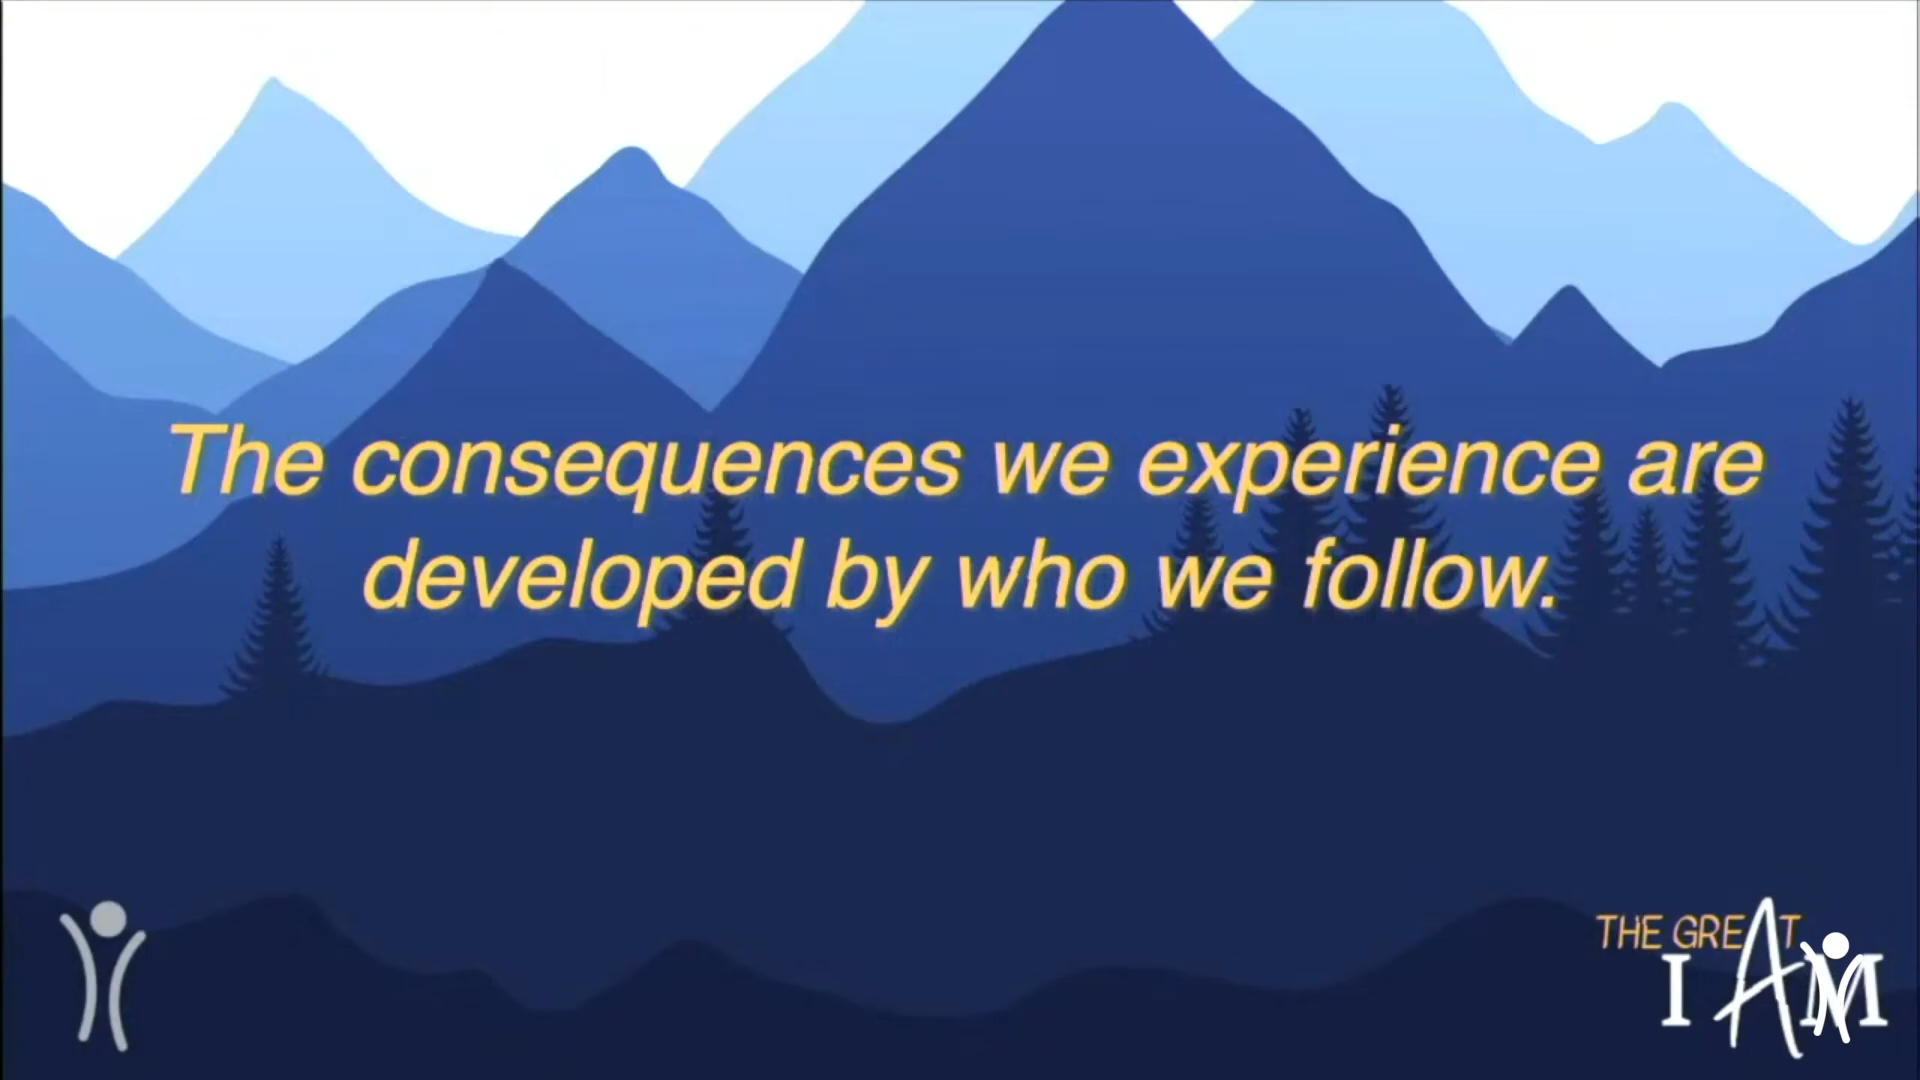 The consequences we experience are
developed by who we follow.
THE GREAT
I AM